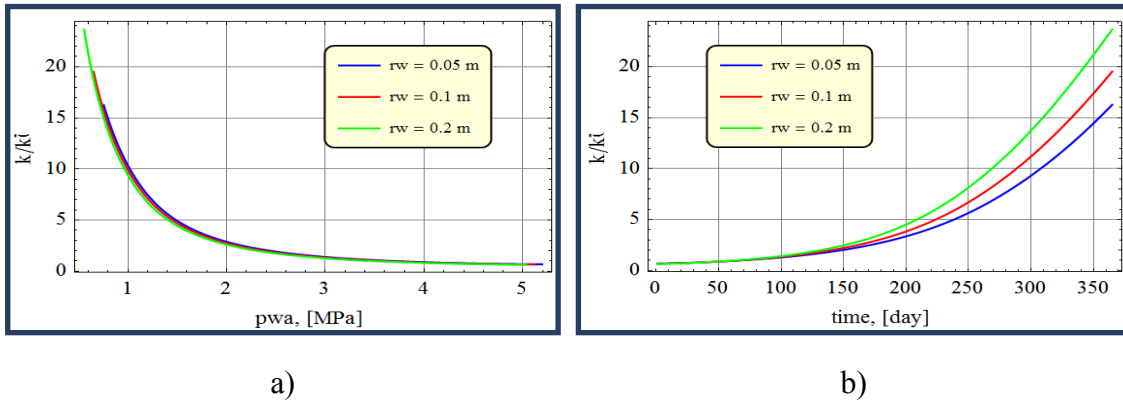 k/ki
20
15
10
5
0
1
2
3
4
5
pwa, [MPa]
rw = 0.05 m
rw = 0.1 m
rw = 0.2 m
a)
k/ki
20
15
10
5
0
0
50
100
150
200
250
300
350
time, [day]
rw = 0.05 m
rw = 0.1 m
rw = 0.2 m
b)